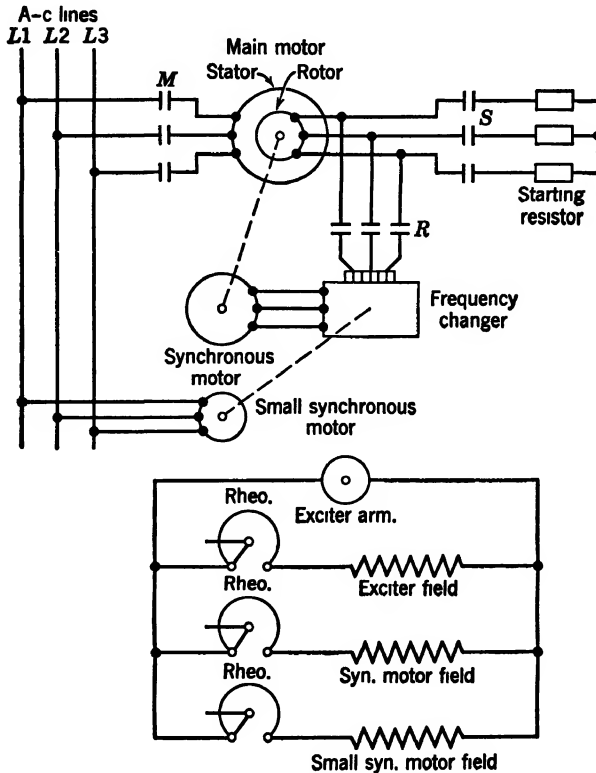 A-c lines
L1 L2 L3
Main motor
Stator Rotor
M
S
Starting
resistor
R
Frequency
changer
Synchronous
motor
Small synchronous
motor
Exciter arm.
Rheo.
Exciter field
Rheo.
Syn. motor field
Rheo.
Small syn. motor field